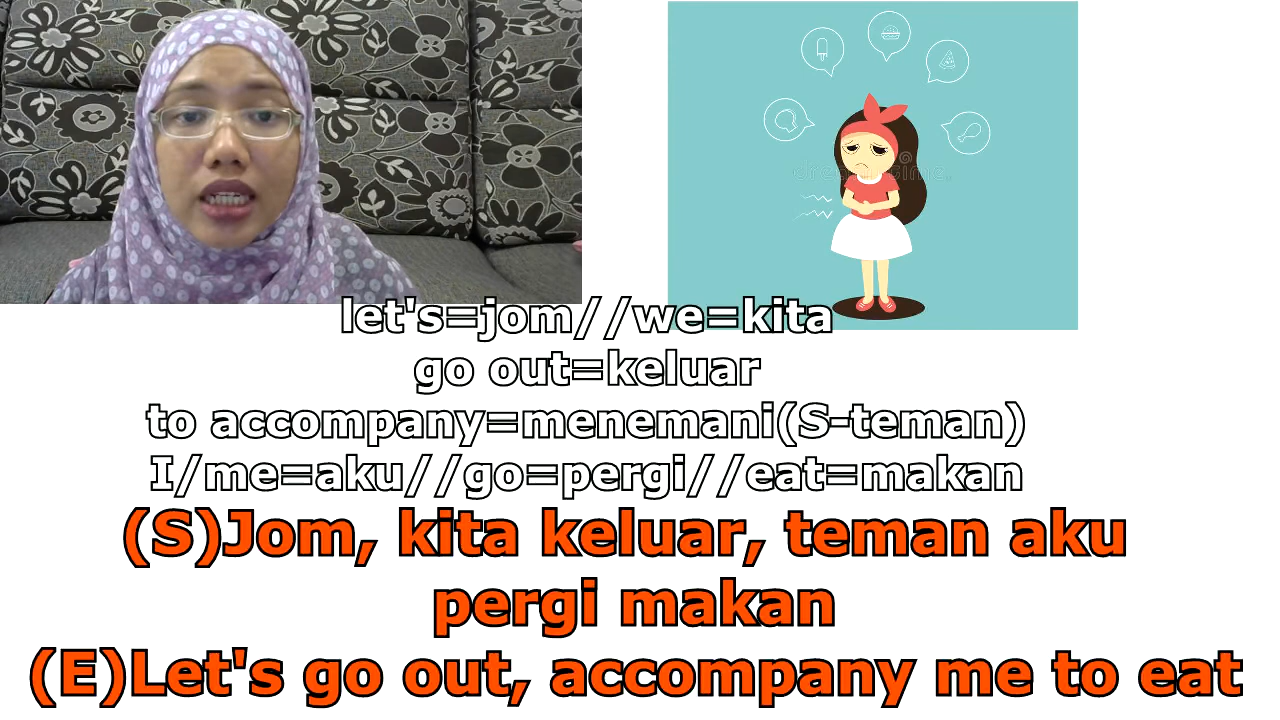 let's=jom//we=kita
go out=keluar
to accompany=menemani(S-teman)
I/me=aku//go=pergi//eat=makan
(S)Jom, kita keluar, teman aku
pergi makan
(E)Let's go out, accompany me to eat